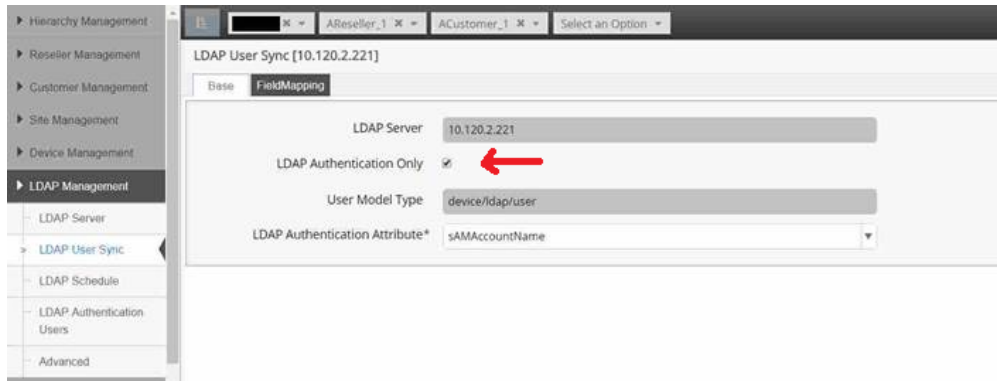 Hierarchy Management
Reseller Management
Customer Management
Site Management
Device Management
LDAP Management
LDAP Server
LDAP User Sync
LDAP Schedule
LDAP Authentication
Users
Advanced
AReseller_1
ACustomer_1
Select an Option
LDAP User Sync [10.120.2.221]
Base
FieldMapping
LDAP Server
10.120.2.221
LDAP Authentication Only
User Model Type
device/ldap/user
LDAP Authentication Attribute*
sAMAccountName